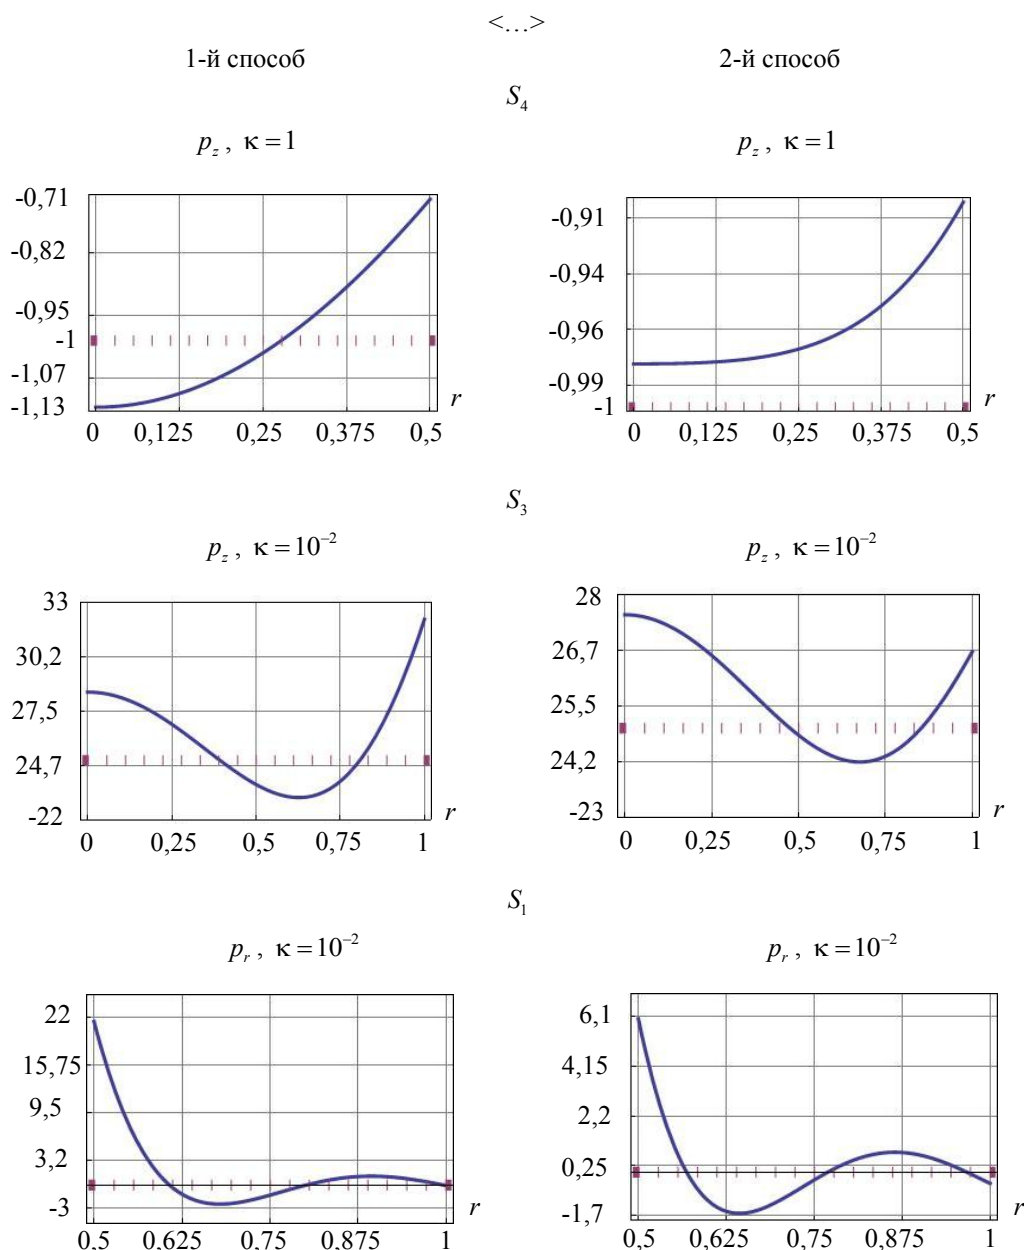 <…>
1-й способ 2-й способ
S₄
p_z , κ = 1 p_z , κ = 1
-0,71
-0,82
-0,95
-1
-1,07
-1,13
r
0 0,125 0,25 0,375 0,5
-0,91
-0,94
-0,96
-0,99
-1
r
0 0,125 0,25 0,375 0,5
S₃
p_z , κ = 10⁻² p_z , κ = 10⁻²
33
30,2
27,5
24,7
-22
r
0 0,25 0,5 0,75 1
28
26,7
25,5
24,2
-23
r
0 0,25 0,5 0,75 1
S₁
p_r , κ = 10⁻² p_r , κ = 10⁻²
22
15,75
9,5
3,2
-3
r
0,5 0,625 0,75 0,875 1
6,1
4,15
2,2
0,25
-1,7
r
0,5 0,625 0,75 0,875 1